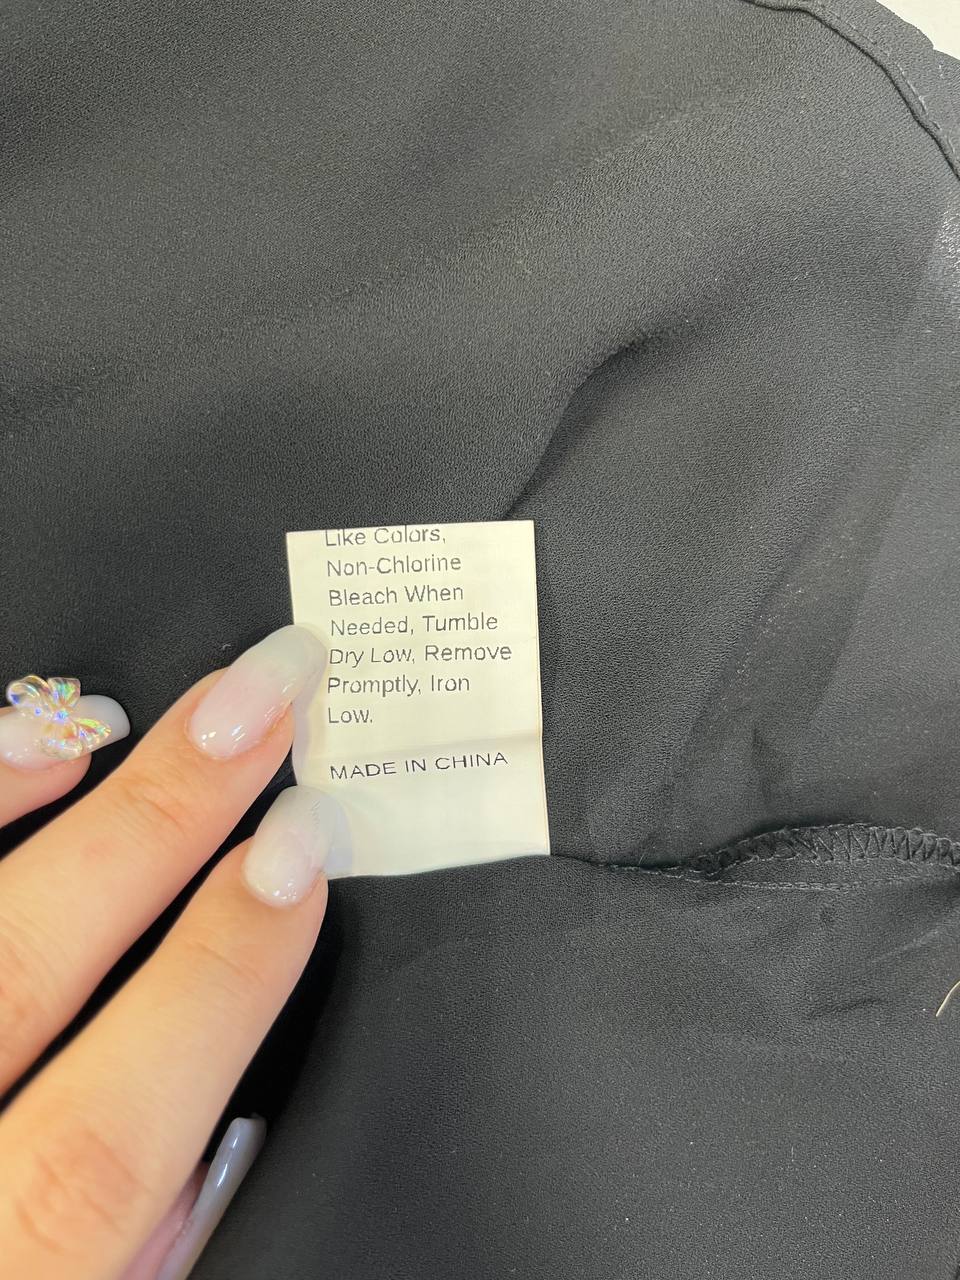 Like Colors,
Non-Chlorine
Bleach When
Needed, Tumble
Dry Low, Remove
Promptly, Iron
Low.
MADE IN CHINA